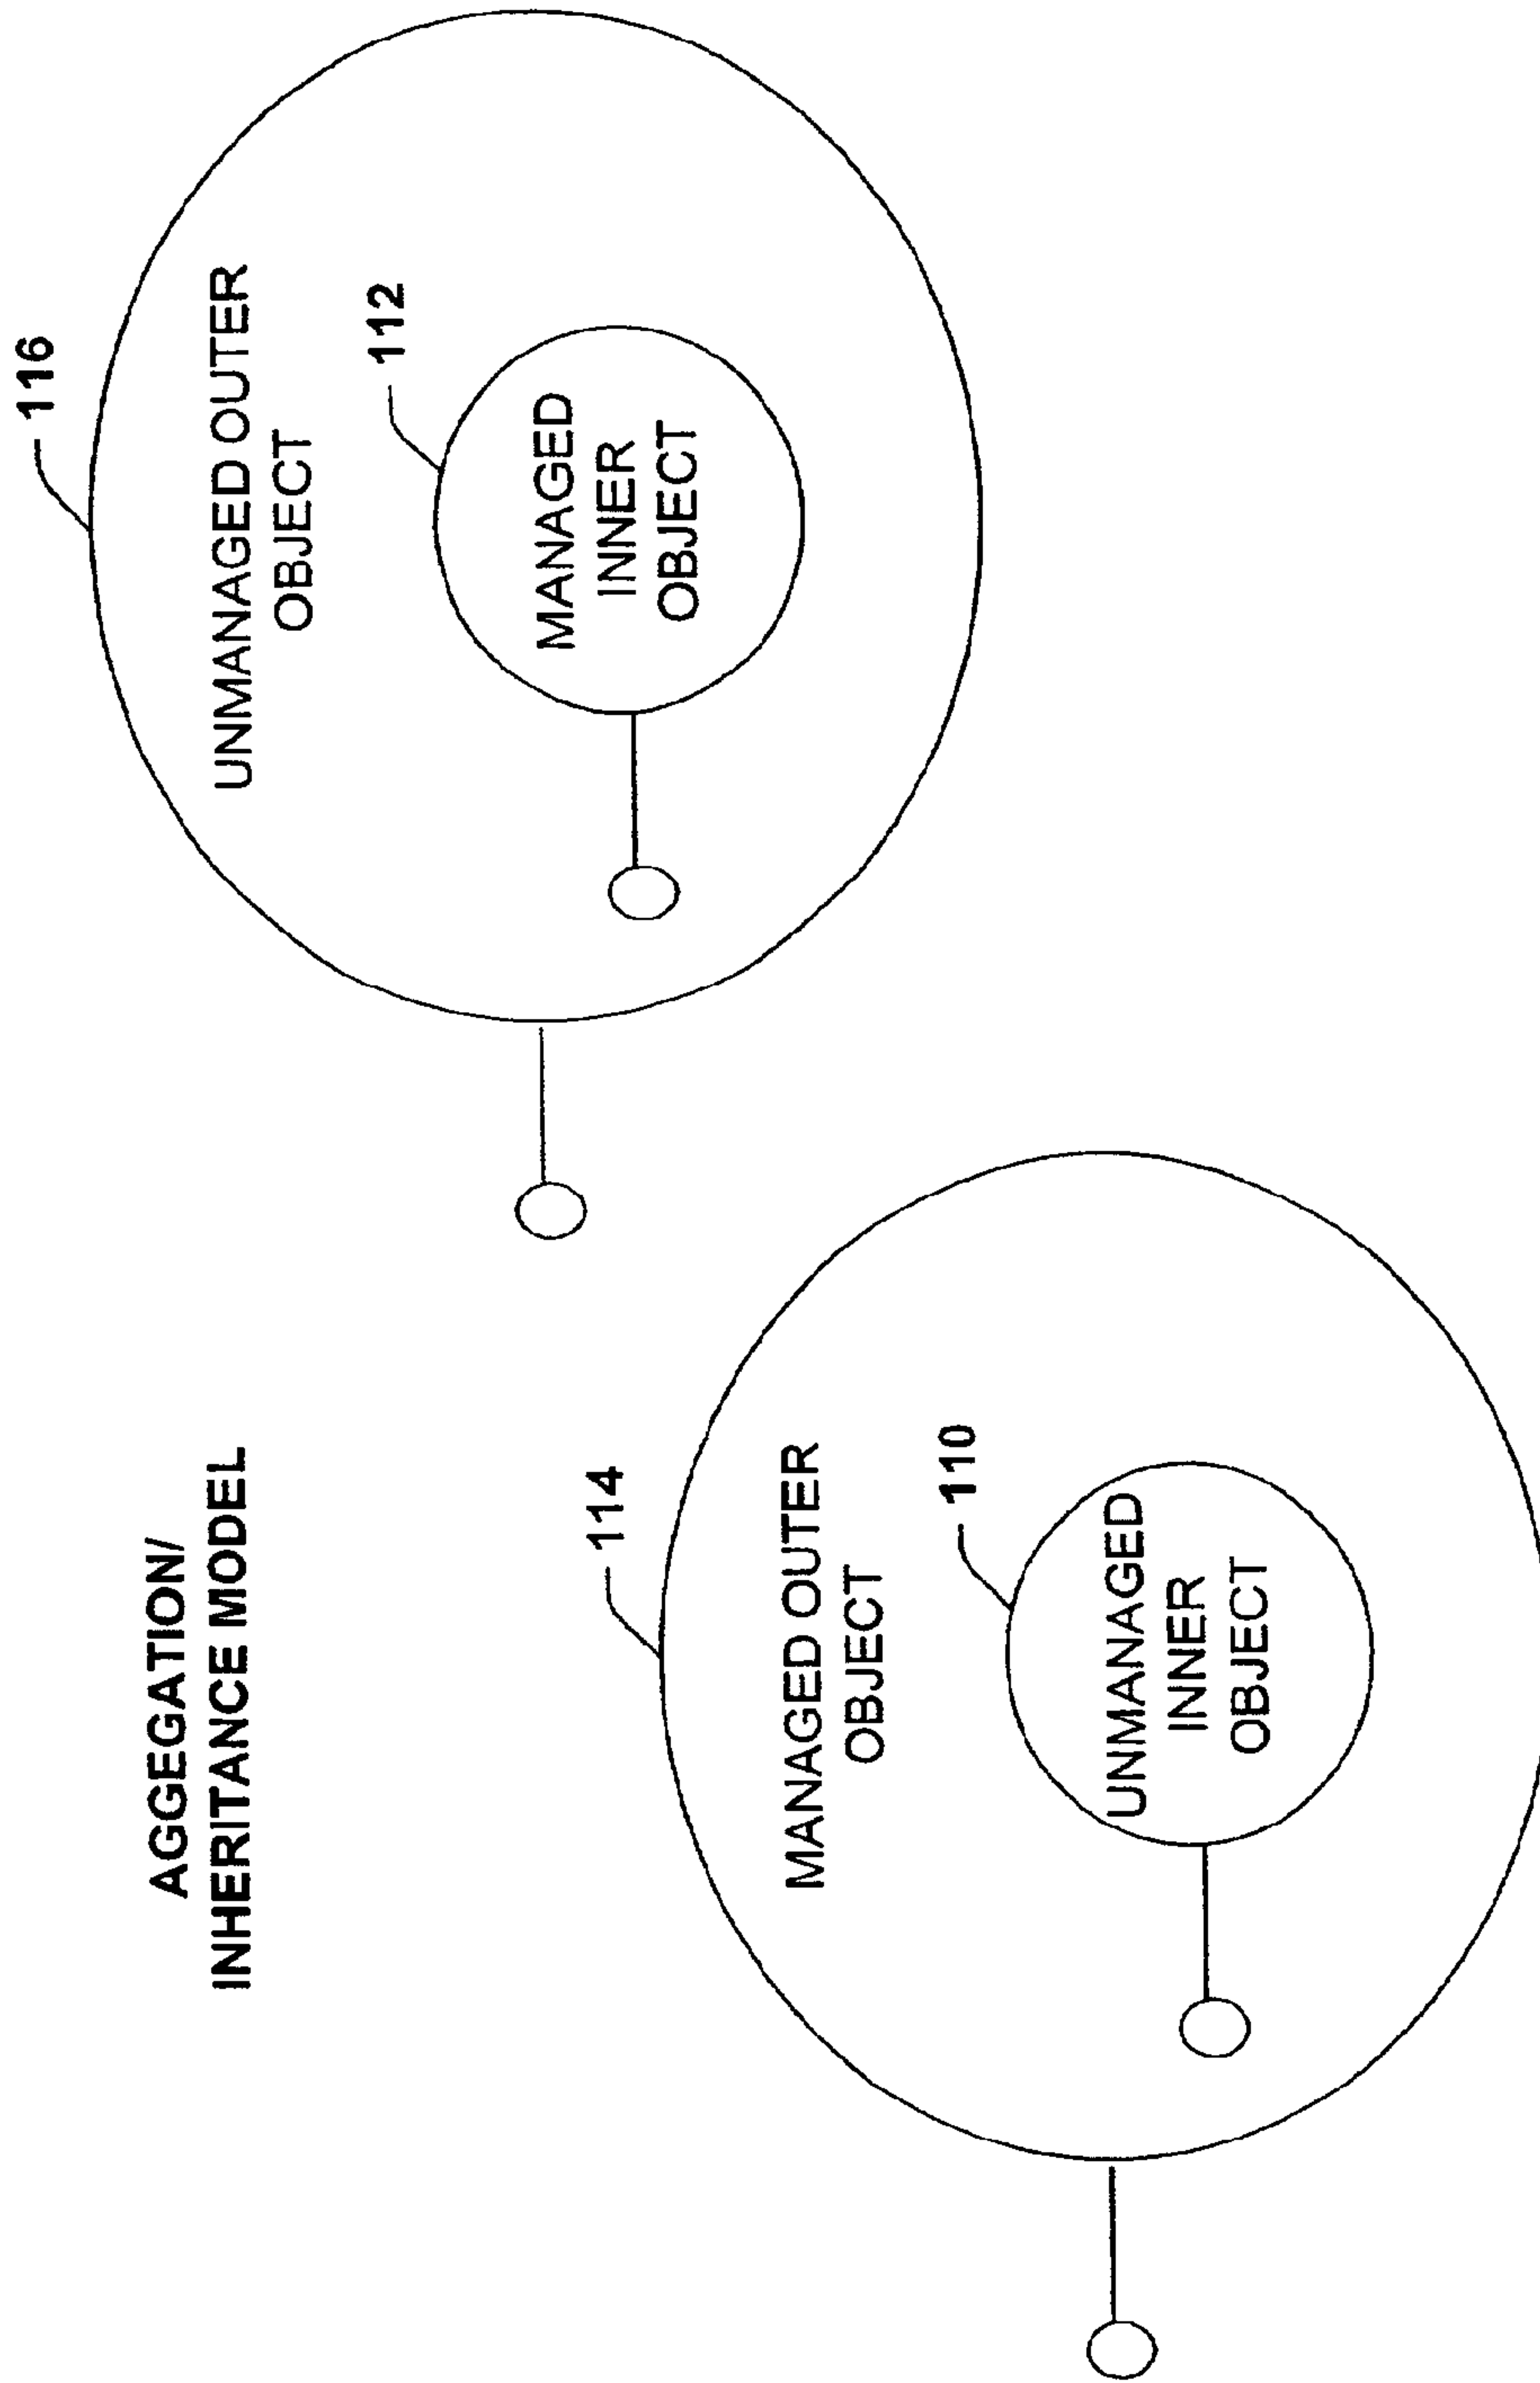 AGGEGATION/
INHERITANCE MODEL
114
MANAGED OUTER
OBJECT
110
UNMANAGED
INNER
OBJECT
116
UNMANAGED OUTER
OBJECT
112
MANAGED
INNER
OBJECT